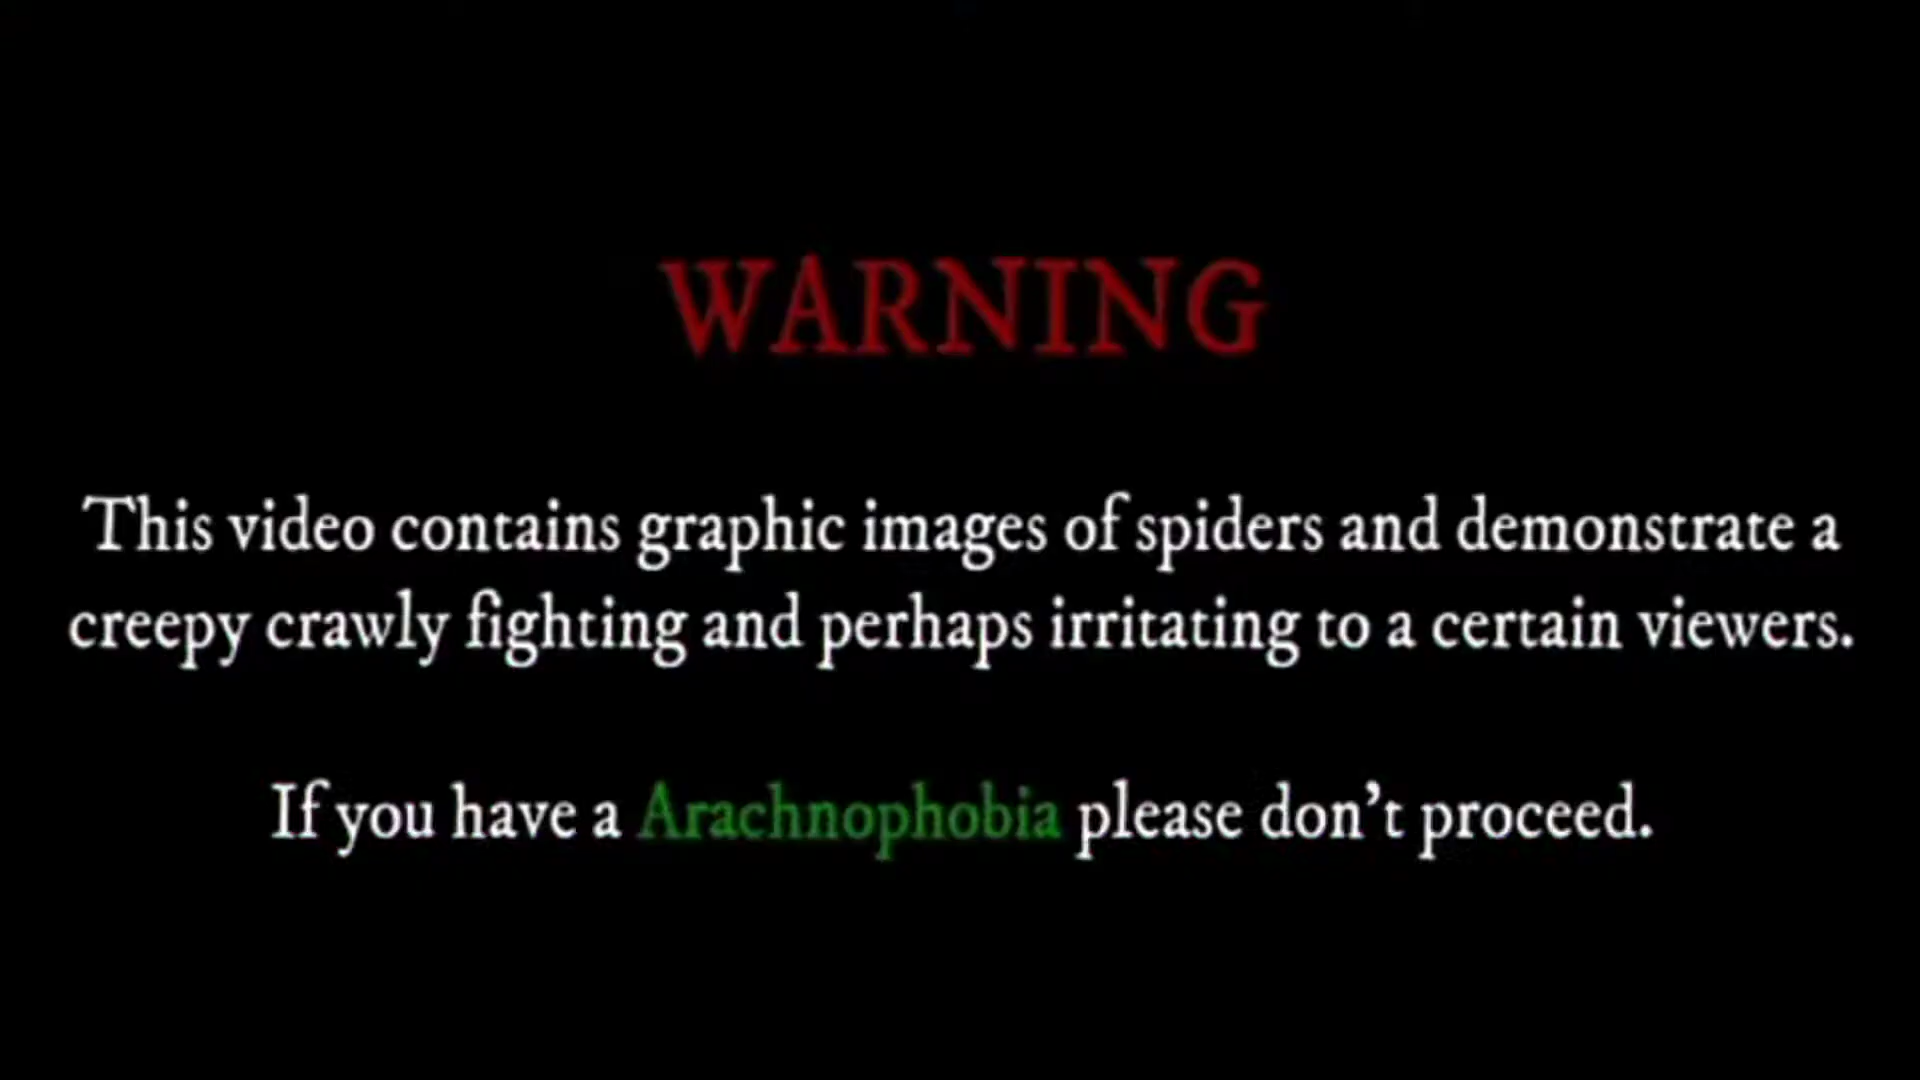 WARNING
This video contains graphic images of spiders and demonstrate a
creepy crawly fighting and perhaps irritating to a certain viewers.
If you have a Arachnophobia please don't proceed.